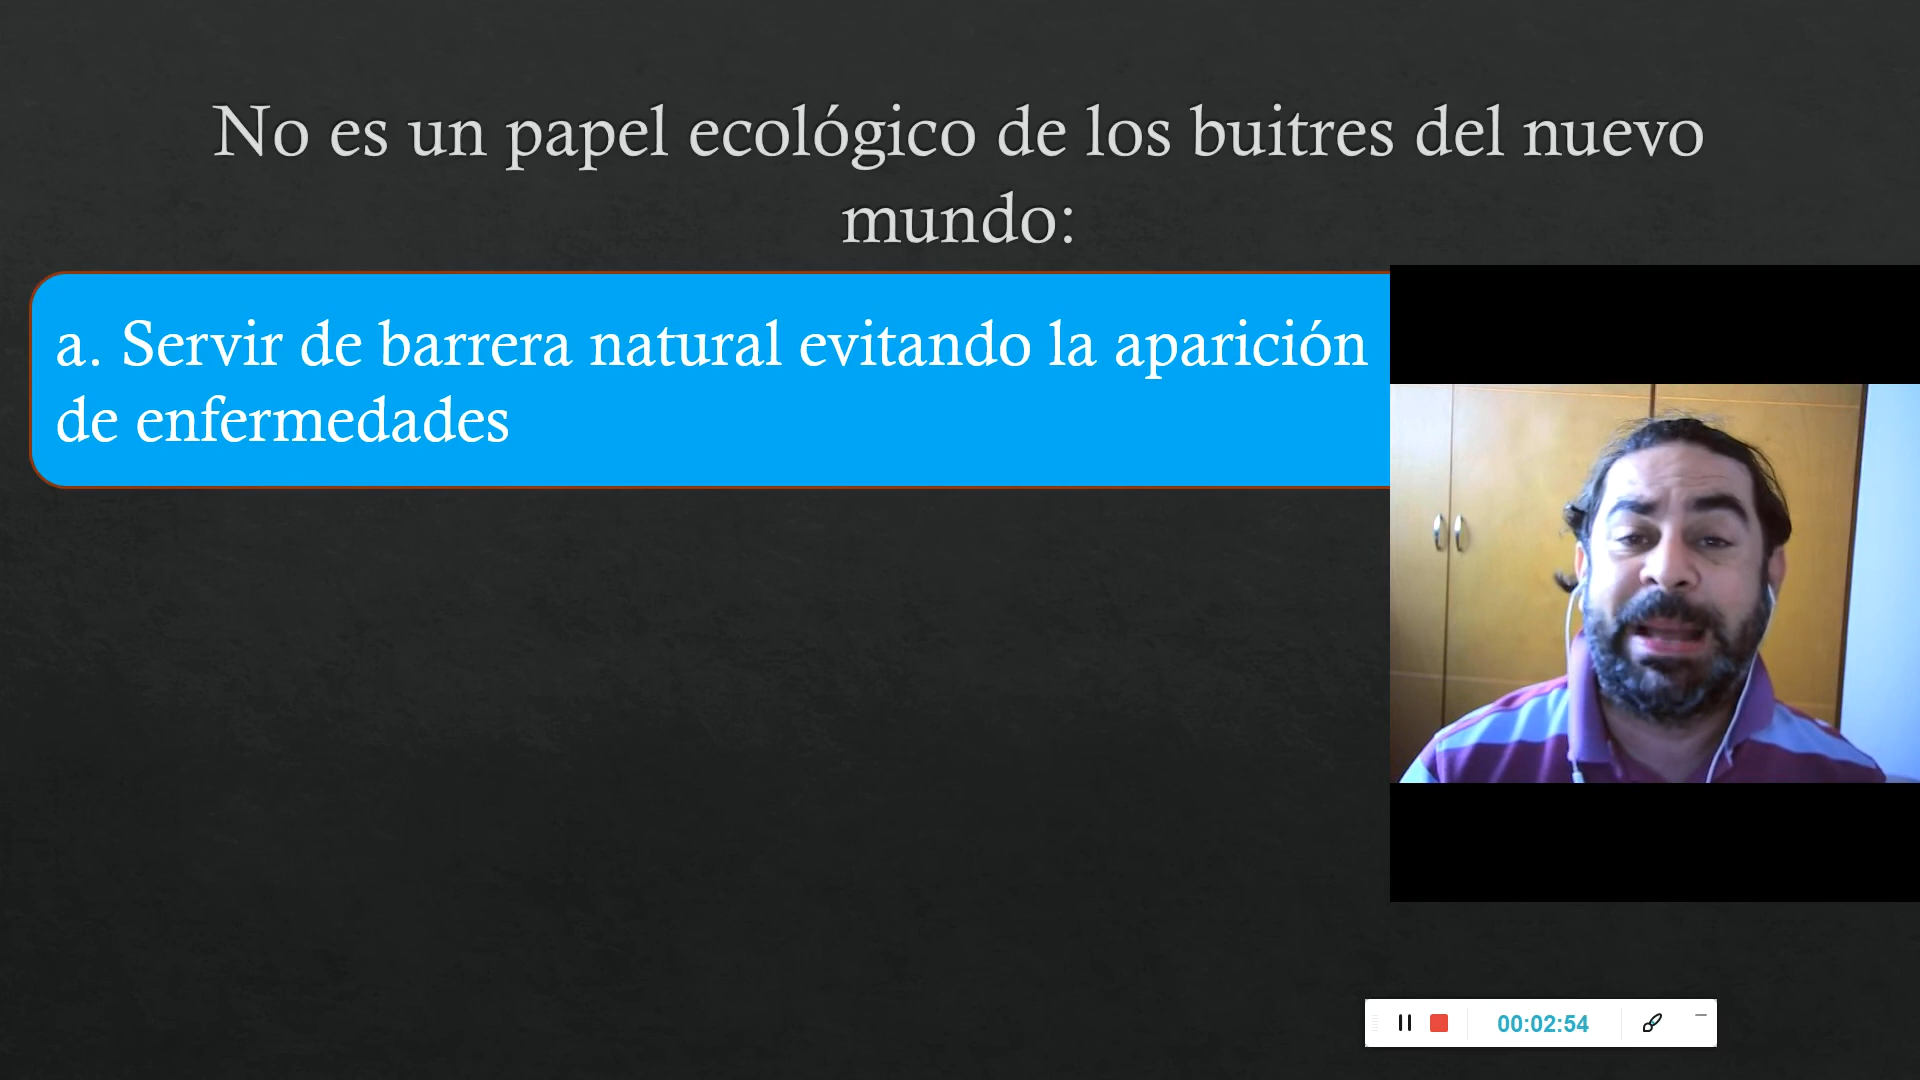 No es un papel ecológico de los buitres del nuevo
mundo:
a. Servir de barrera natural evitando la aparición
de enfermedades
00:02:54